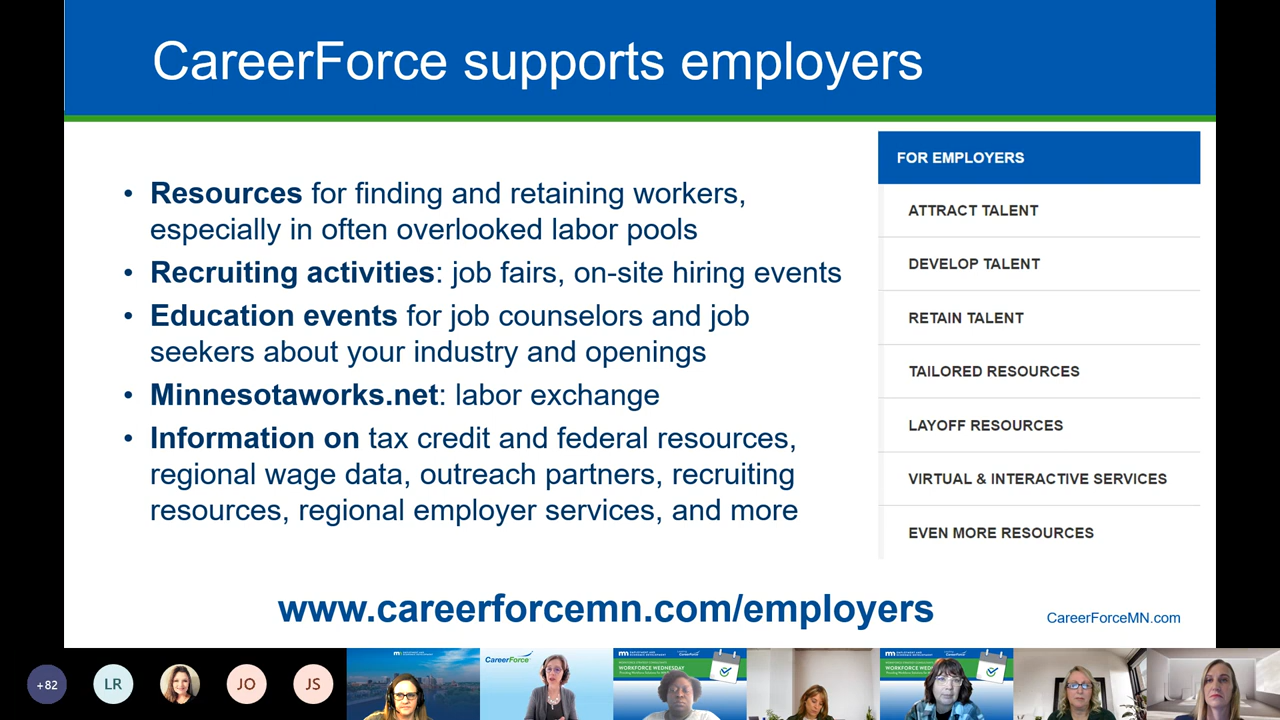 CareerForce supports employers
• Resources for finding and retaining workers,
especially in often overlooked labor pools
• Recruiting activities: job fairs, on-site hiring events
• Education events for job counselors and job
seekers about your industry and openings
• Minnesotaworks.net: labor exchange
• Information on tax credit and federal resources,
regional wage data, outreach partners, recruiting
resources, regional employer services, and more
FOR EMPLOYERS
ATTRACT TALENT
DEVELOP TALENT
RETAIN TALENT
TAILORED RESOURCES
LAYOFF RESOURCES
VIRTUAL & INTERACTIVE SERVICES
EVEN MORE RESOURCES
www.careerforcemn.com/employers
CareerForceMN.com
+82
LR
JO
JS
CareerForce
WORKFORCE WEDNESDAY
WORKFORCE WEDNESDAY